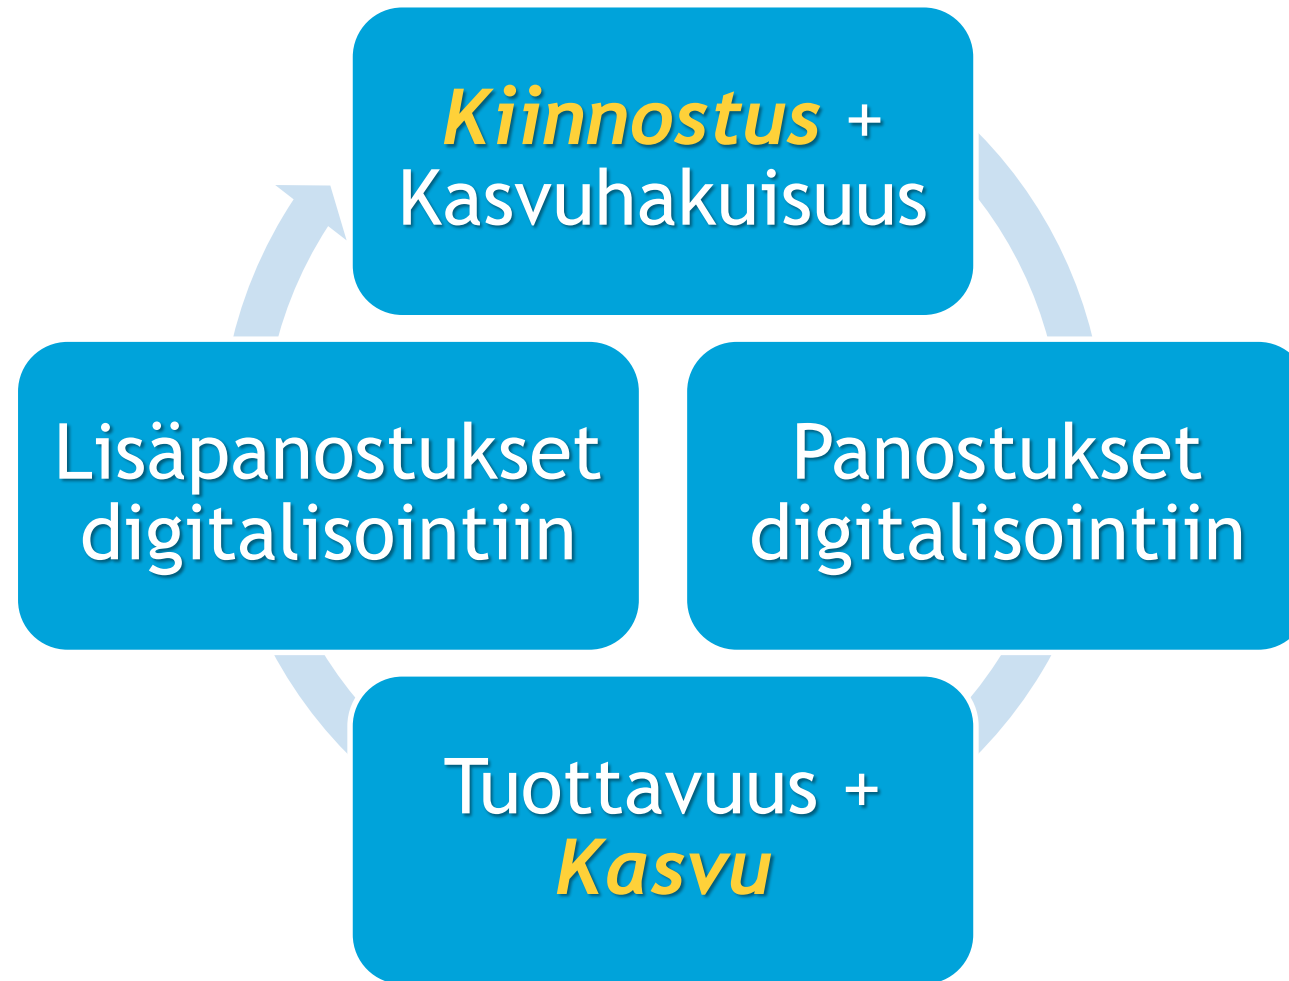 Kiinnostus +
Kasvuhakuisuus
Lisäpanostukset
digitalisointiin
Panostukset
digitalisointiin
Tuottavuus +
Kasvu